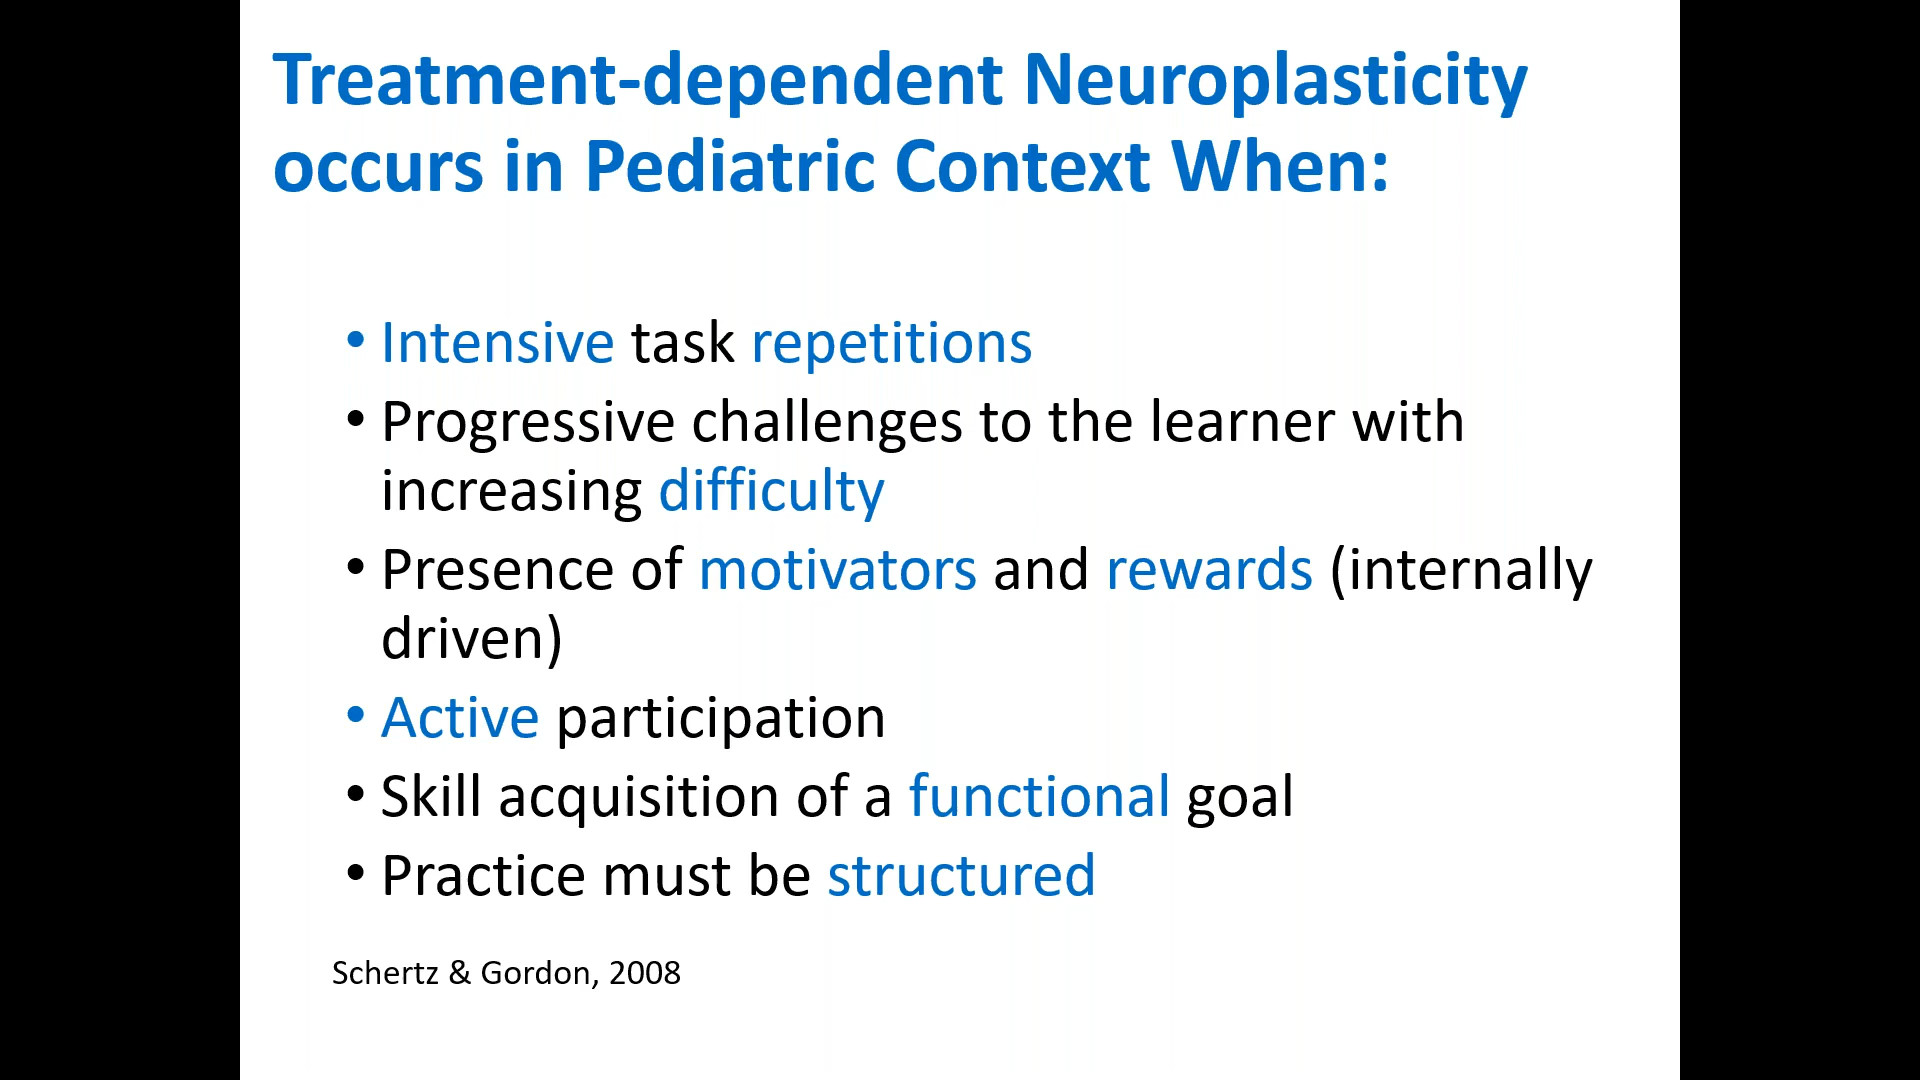 Treatment-dependent Neuroplasticity
occurs in Pediatric Context When:
• Intensive task repetitions
• Progressive challenges to the learner with
increasing difficulty
• Presence of motivators and rewards (internally
driven)
• Active participation
• Skill acquisition of a functional goal
• Practice must be structured
Schertz & Gordon, 2008